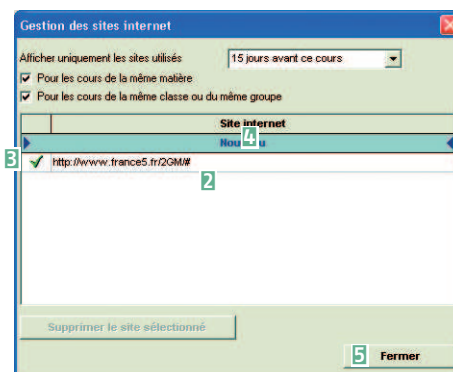 Gestion des sites internet
Afficher uniquement les sites utilisés 15 jours avant ce cours
Pour les cours de la même matière
Pour les cours de la même classe ou du même groupe
Site internet
4
Nouveau
3 http://www.france5.fr/2GM/#
2
Supprimer le site sélectionné
5 Fermer